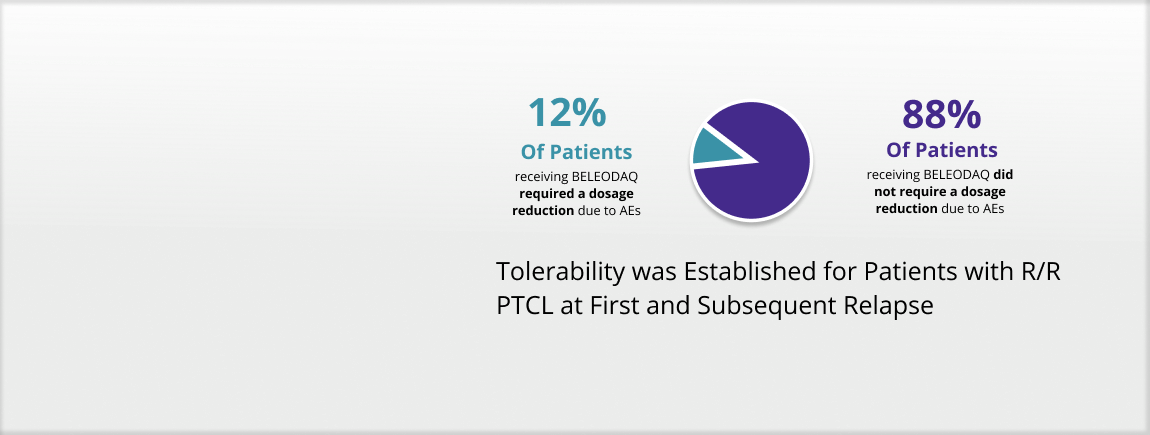 12%
Of Patients
receiving BELEODAQ
required a dosage
reduction due to AEs
88%
Of Patients
receiving BELEODAQ did
not require a dosage
reduction due to AEs
Tolerability was Established for Patients with R/R
PTCL at First and Subsequent Relapse